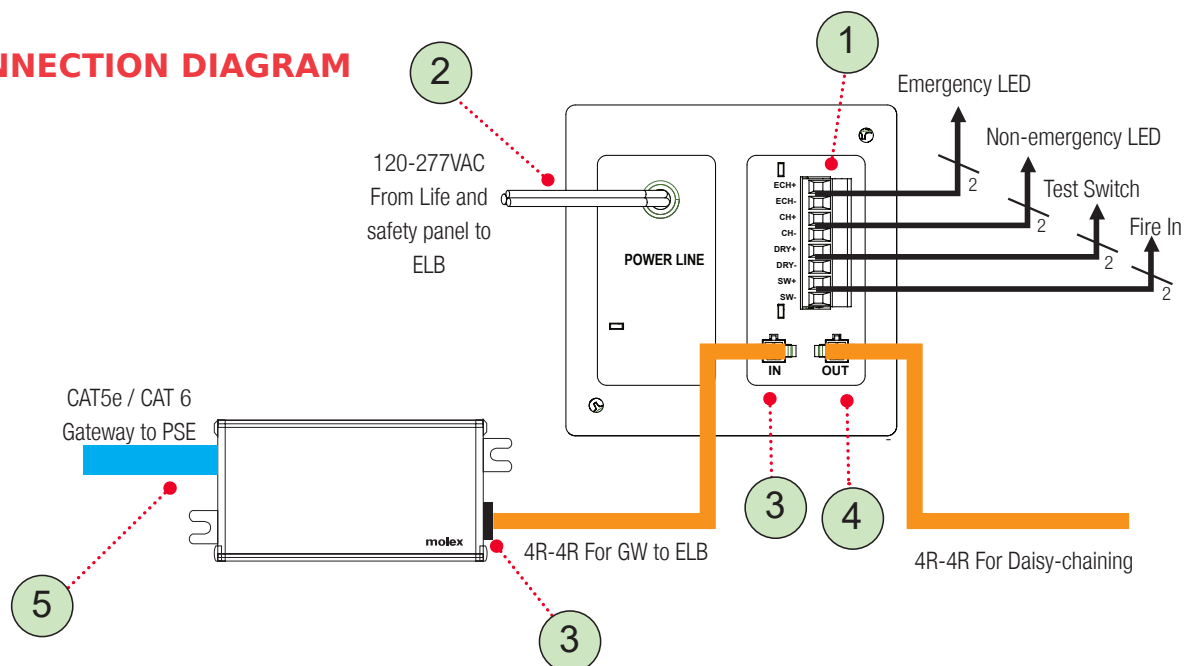 NNECTION DIAGRAM
1
2
Emergency LED
Non-emergency LED
Test Switch
Fire In
2
2
2
2
120-277VAC
From Life and
safety panel to
ELB
POWER LINE
ECH+
ECH-
CH+
CH-
DRY+
DRY-
SW+
SW-
IN
OUT
CAT5e / CAT 6
Gateway to PSE
molex
3
4
4R-4R For GW to ELB
4R-4R For Daisy-chaining
5
3